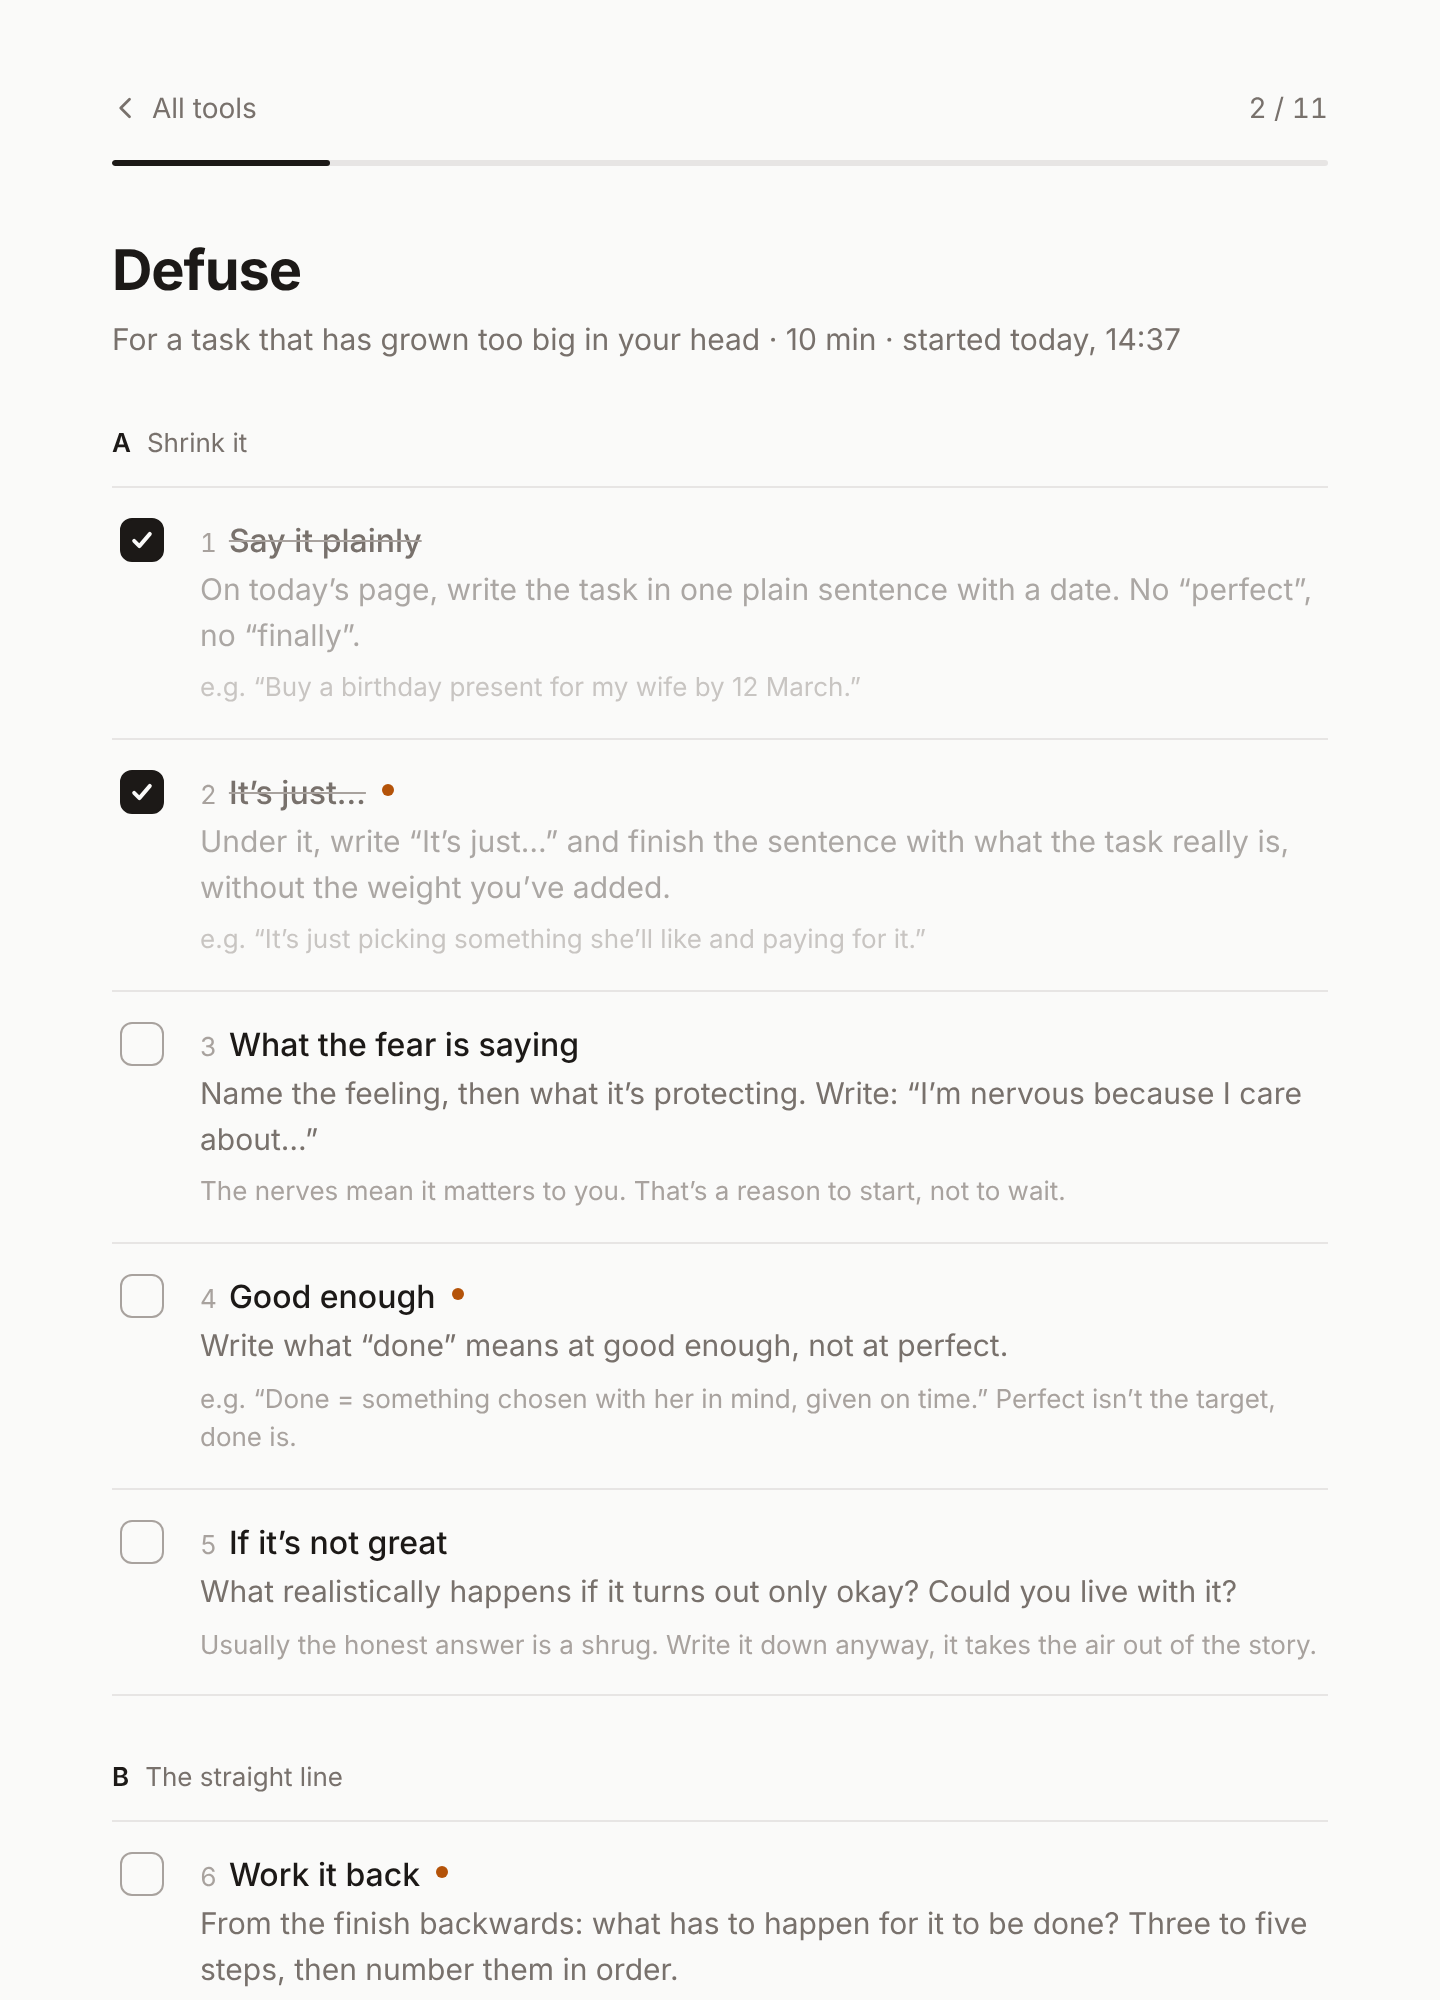 All tools
2 / 11
Defuse
For a task that has grown too big in your head · 10 min · started today, 14:37
A Shrink it
1 Say it plainly
On today’s page, write the task in one plain sentence with a date. No “perfect”,
no “finally”.
e.g. “Buy a birthday present for my wife by 12 March.”
2 It’s just…
Under it, write “It’s just…” and finish the sentence with what the task really is,
without the weight you’ve added.
e.g. “It’s just picking something she’ll like and paying for it.”
3 What the fear is saying
Name the feeling, then what it’s protecting. Write: “I’m nervous because I care
about…”
The nerves mean it matters to you. That’s a reason to start, not to wait.
4 Good enough
Write what “done” means at good enough, not at perfect.
e.g. “Done = something chosen with her in mind, given on time.” Perfect isn’t the target,
done is.
5 If it’s not great
What realistically happens if it turns out only okay? Could you live with it?
Usually the honest answer is a shrug. Write it down anyway, it takes the air out of the story.
B The straight line
6 Work it back
From the finish backwards: what has to happen for it to be done? Three to five
steps, then number them in order.